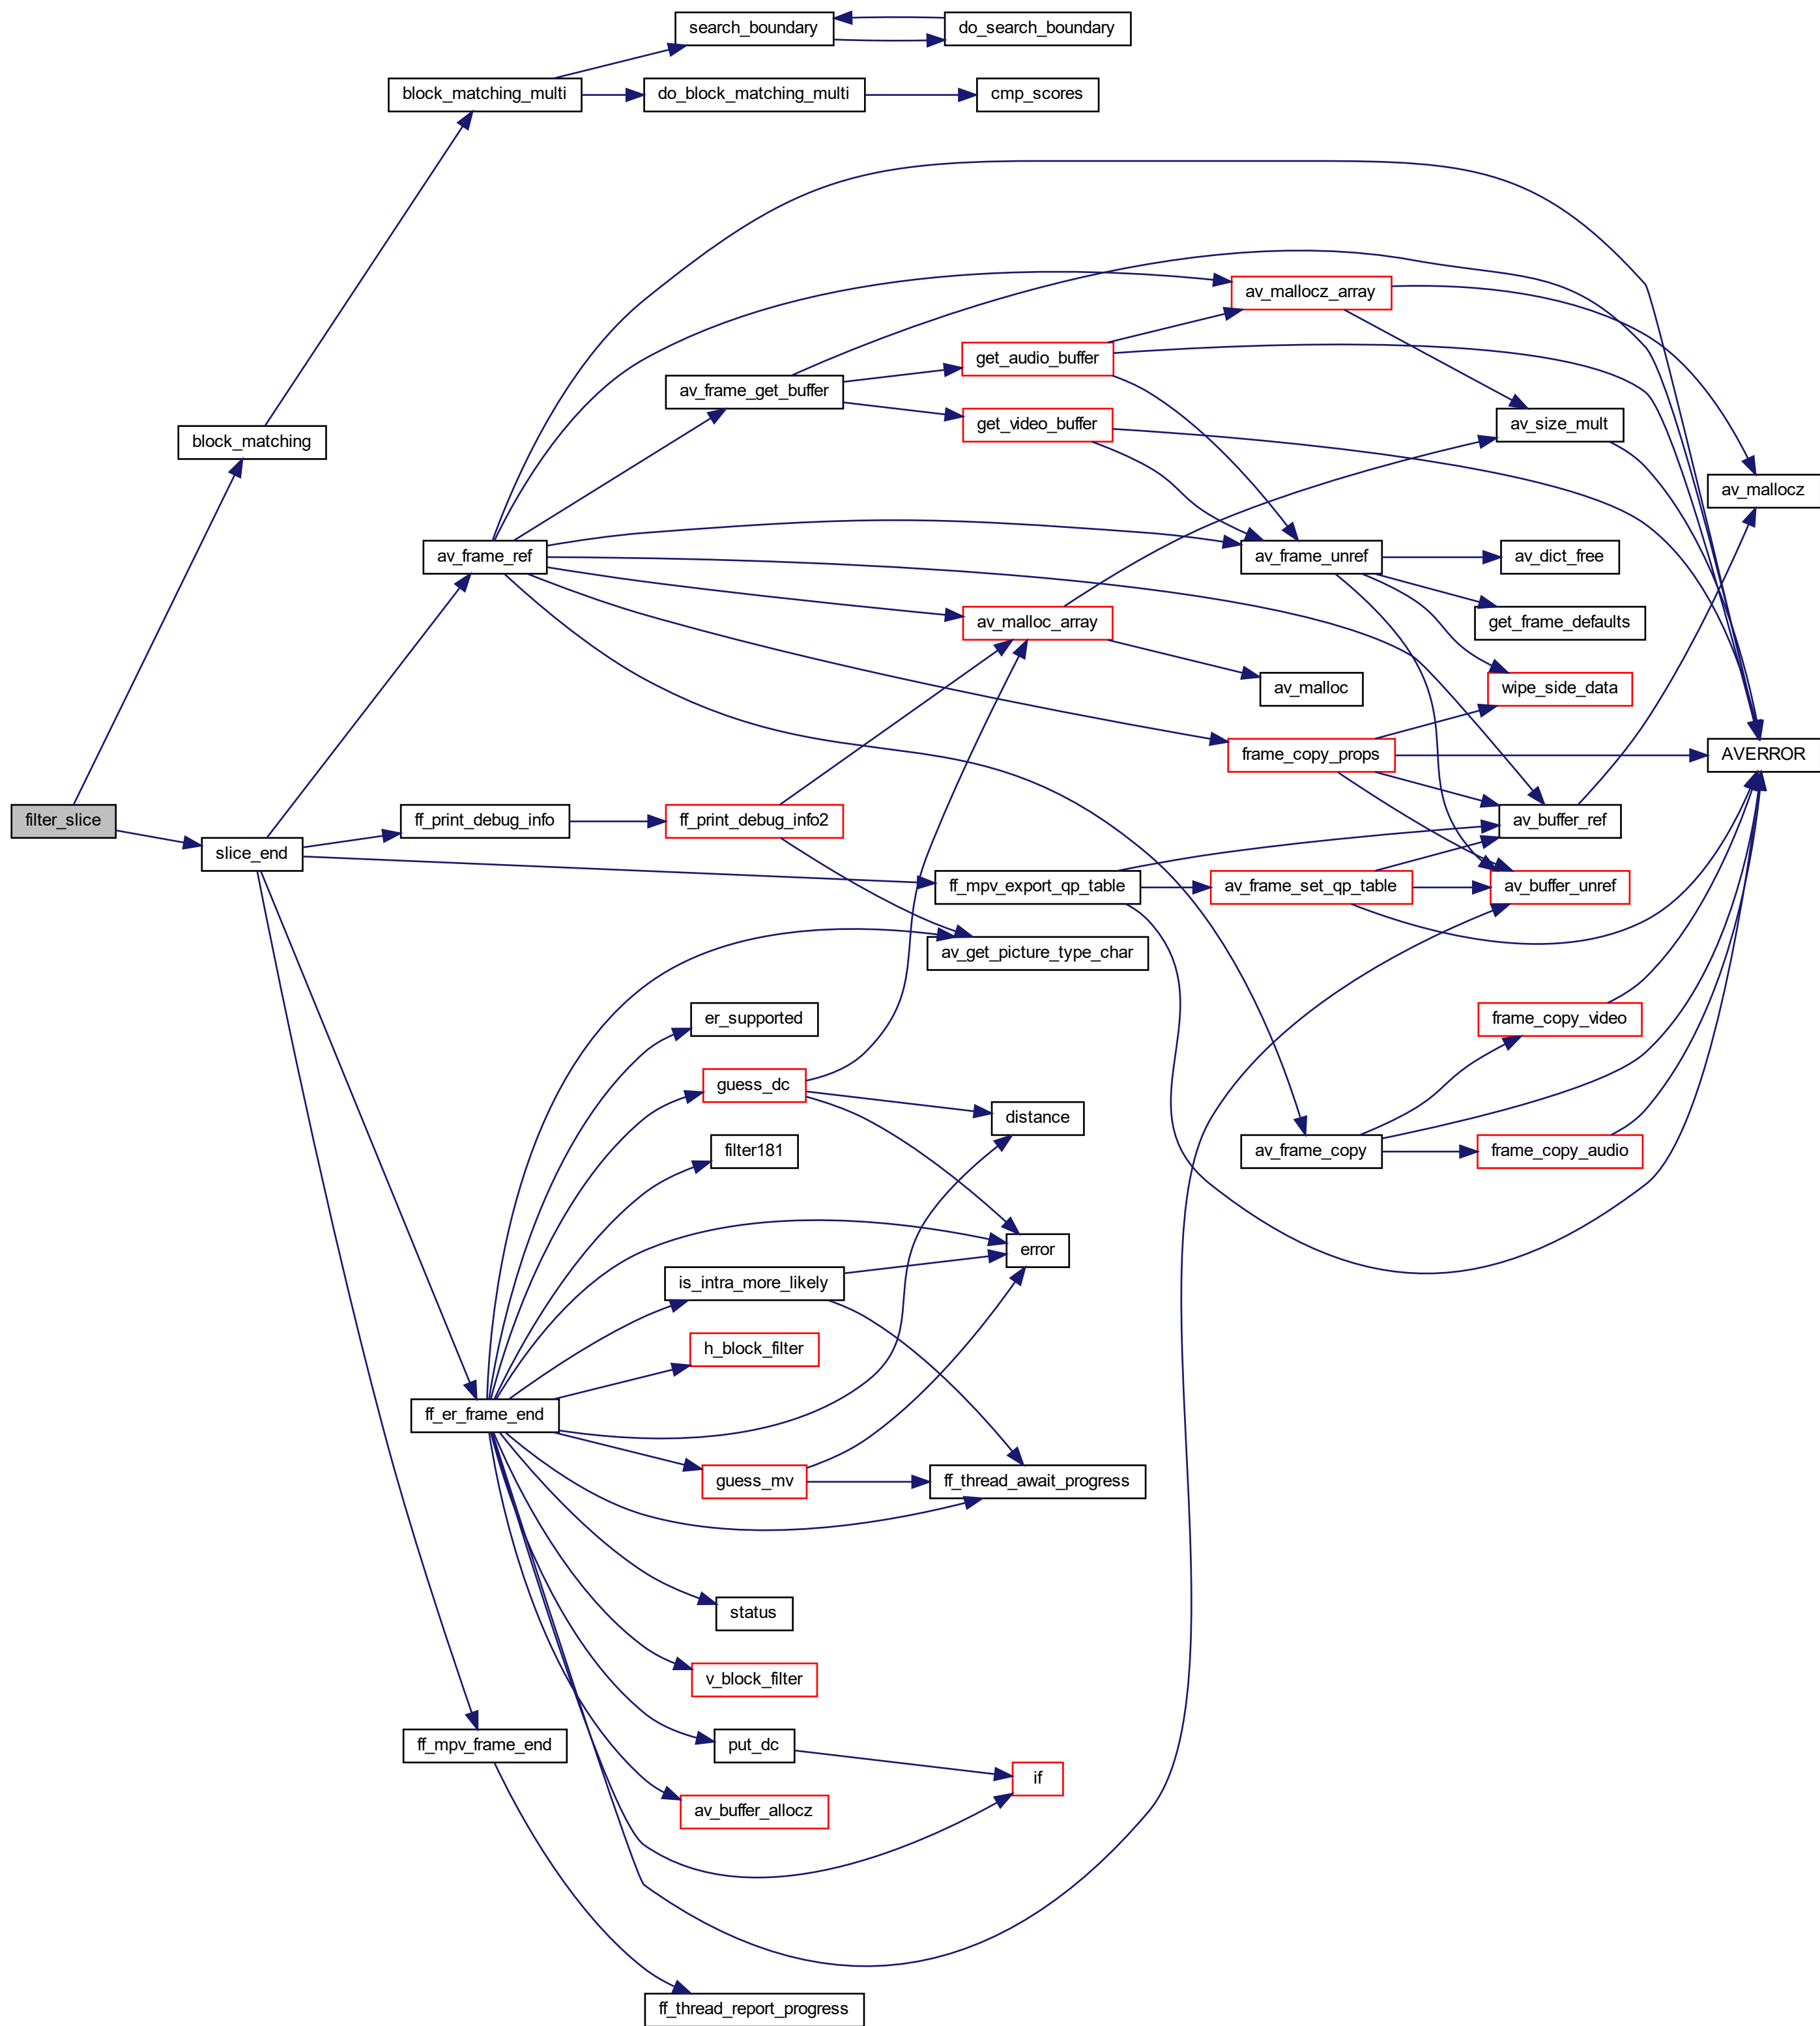 search_boundary
do_search_boundary
block_matching_multi
do_block_matching_multi
cmp_scores
av_mallocz_array
get_audio_buffer
av_frame_get_buffer
get_video_buffer
av_size_mult
block_matching
av_mallocz
av_frame_ref
av_frame_unref
av_dict_free
av_malloc_array
get_frame_defaults
av_malloc
wipe_side_data
frame_copy_props
AVERROR
filter_slice
ff_print_debug_info
ff_print_debug_info2
av_buffer_ref
slice_end
ff_mpv_export_qp_table
av_frame_set_qp_table
av_buffer_unref
av_get_picture_type_char
er_supported
frame_copy_video
guess_dc
distance
filter181
av_frame_copy
frame_copy_audio
error
is_intra_more_likely
h_block_filter
ff_er_frame_end
guess_mv
ff_thread_await_progress
status
v_block_filter
ff_mpv_frame_end
put_dc
if
av_buffer_allocz
ff_thread_report_progress